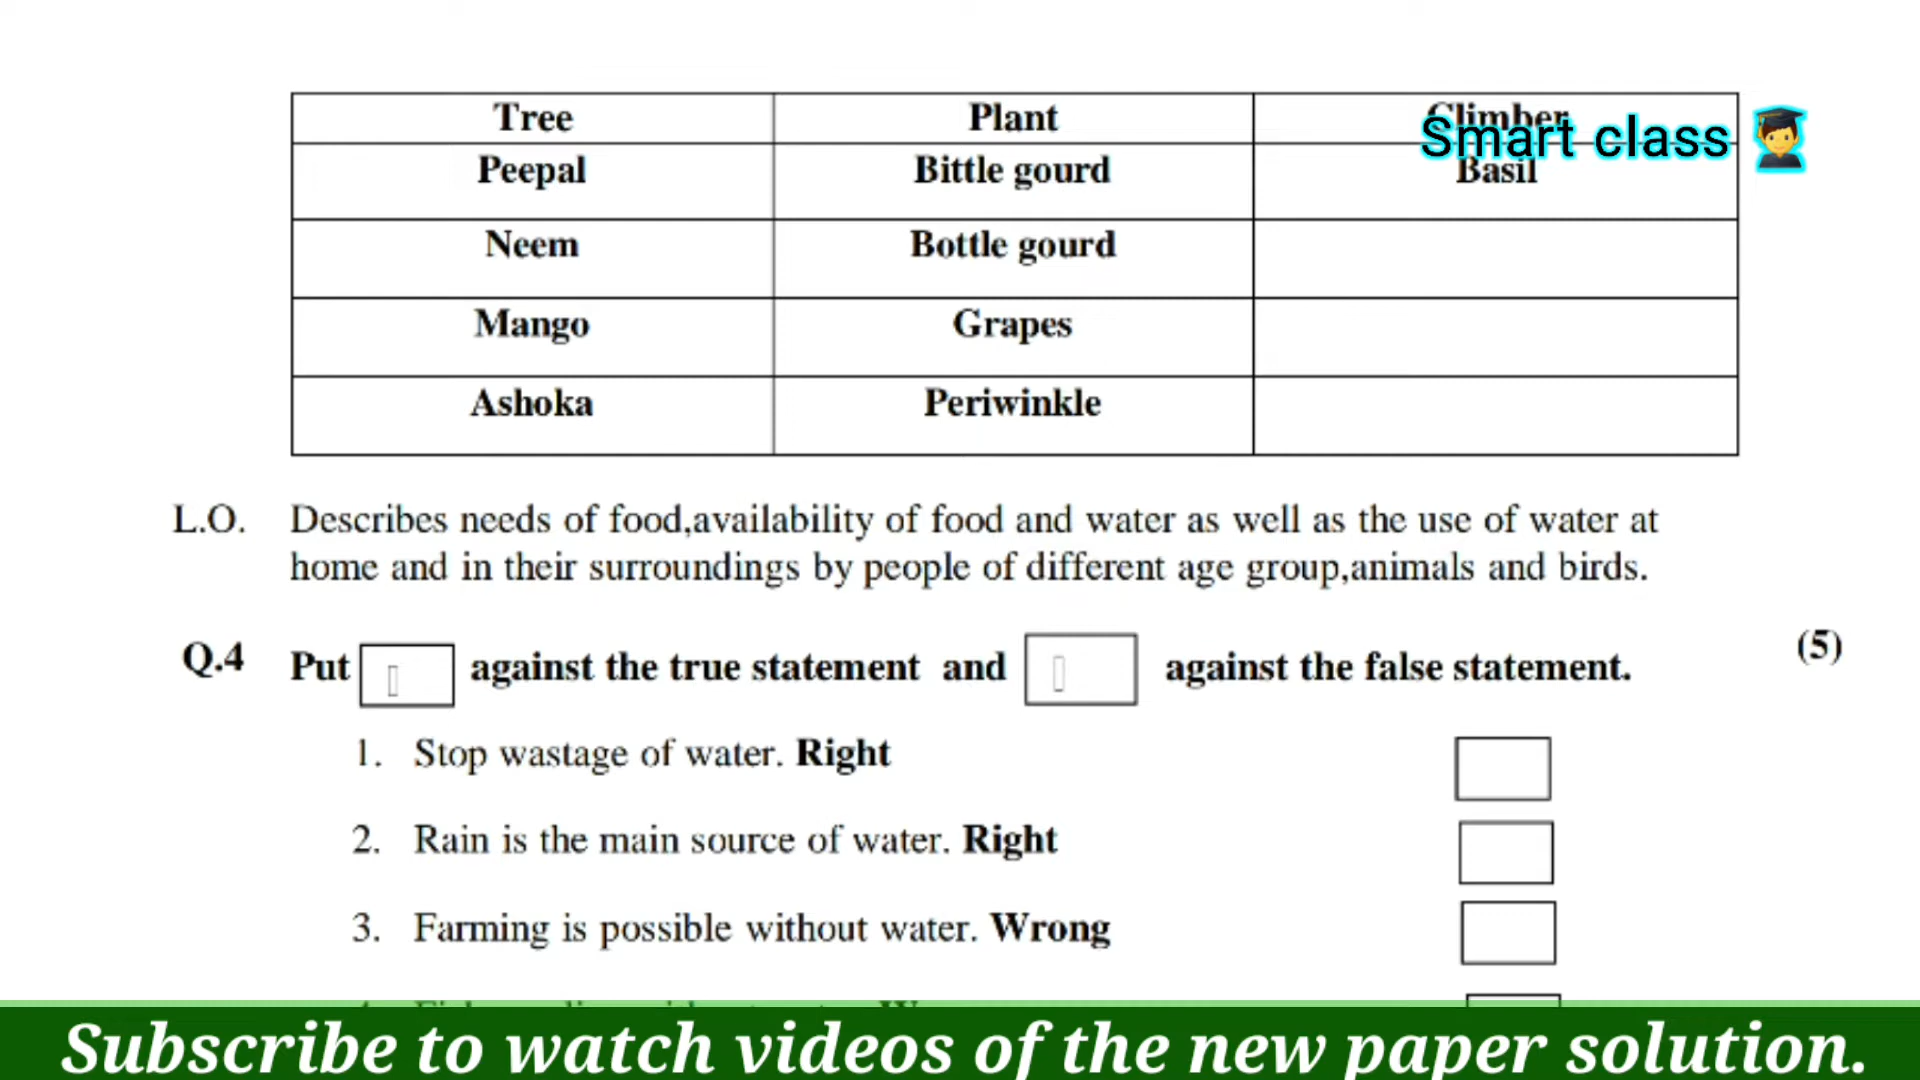 Tree Plant Climber
Smart class
Peepal Bittle gourd Basil
Neem Bottle gourd
Mango Grapes
Ashoka Periwinkle
L.O. Describes needs of food,availability of food and water as well as the use of water at
home and in their surroundings by people of different age group,animals and birds.
Q.4 Put against the true statement and against the false statement. (5)
1. Stop wastage of water. Right
2. Rain is the main source of water. Right
3. Farming is possible without water. Wrong
Subscribe to watch videos of the new paper solution.